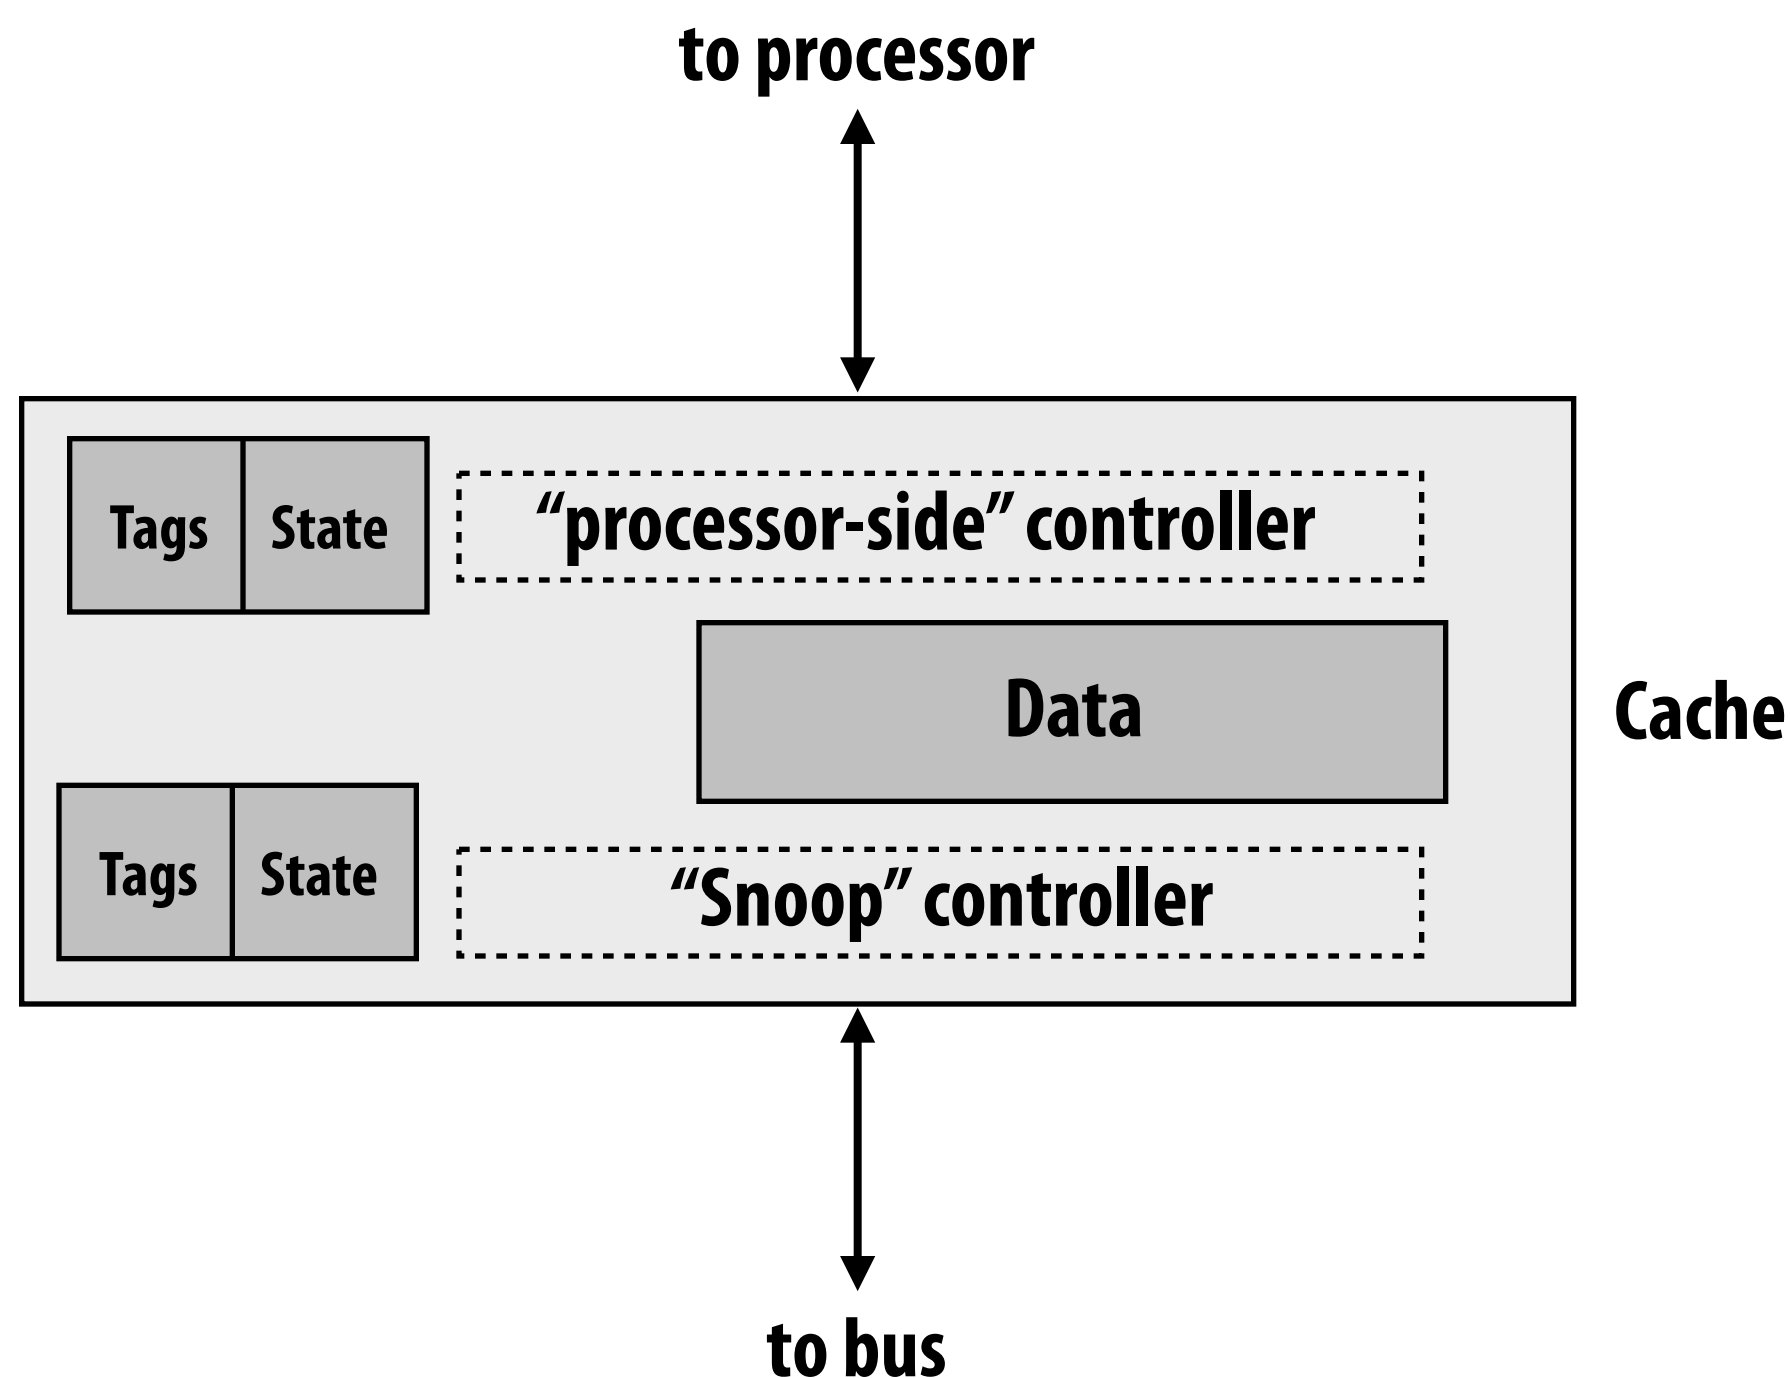 to processor
Tags State “processor-side” controller
Data
Cache
Tags State “Snoop” controller
to bus